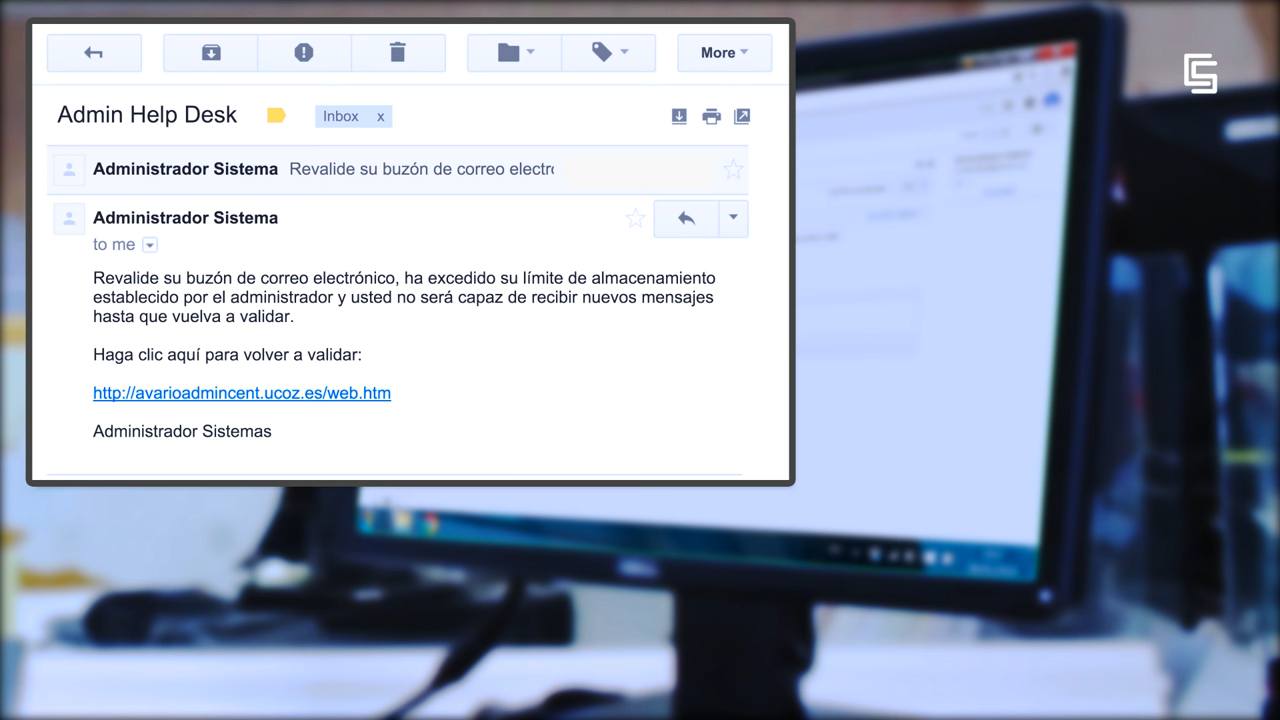 More
Admin Help Desk
Inbox x
Administrador Sistema Revalide su buzón de correo electro
Administrador Sistema
to me
Revalide su buzón de correo electrónico, ha excedido su límite de almacenamiento
establecido por el administrador y usted no será capaz de recibir nuevos mensajes
hasta que vuelva a validar.
Haga clic aquí para volver a validar:
http://avarioadmincent.ucoz.es/web.htm
Administrador Sistemas